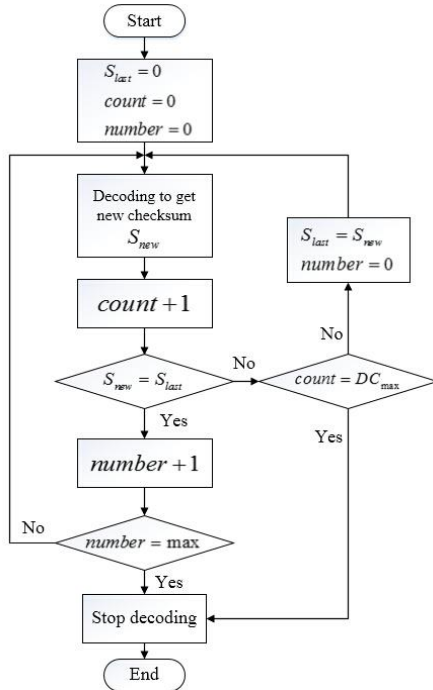 Start
S_last = 0
count = 0
number = 0
Decoding to get
new checksum
S_new
S_last = S_new
number = 0
count + 1
No
No
S_new = S_last
count = DC_max
Yes
Yes
number + 1
No
number = max
Yes
Stop decoding
End